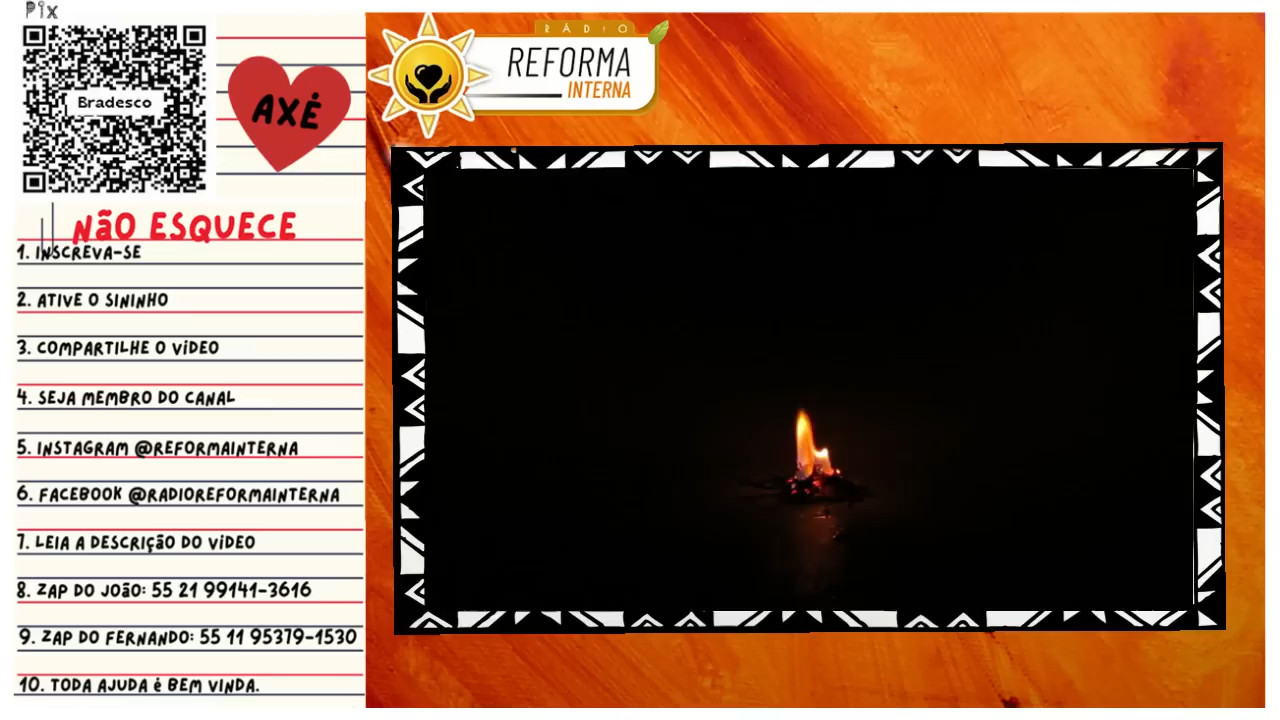 Pix
Bradesco
AXÉ
NÃO ESQUECE
1. INSCREVA-SE
2. ATIVE O SININHO
3. COMPARTILHE O VÍDEO
4. SEJA MEMBRO DO CANAL
5. INSTAGRAM @REFORMAINTERNA
6. FACEBOOK @RADIOREFORMAINTERNA
7. LEIA A DESCRIÇÃO DO VÍDEO
8. ZAP DO JOÃO: 55 21 99141-3616
9. ZAP DO FERNANDO: 55 11 95379-1530
10. TODA AJUDA É BEM VINDA.
RÁDIO
REFORMA
INTERNA